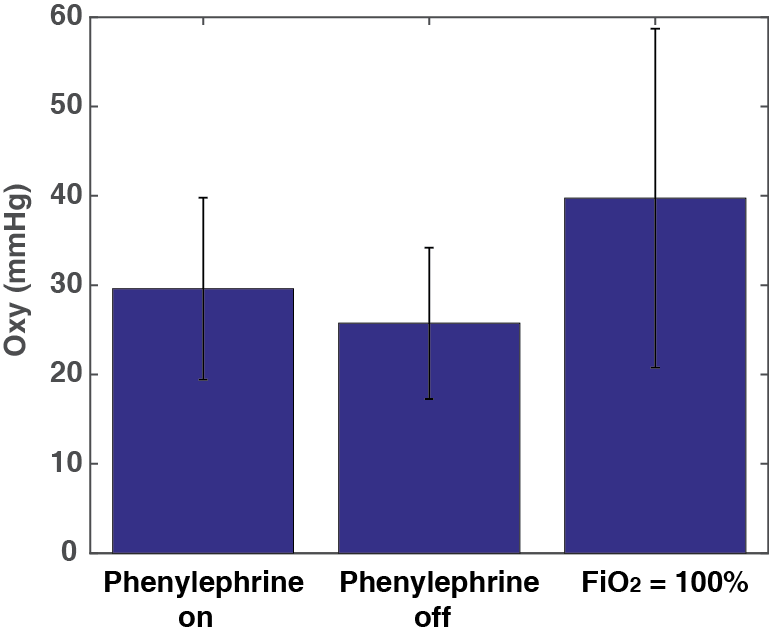 60
50
40
30
20
10
0
Oxy (mmHg)
Phenylephrine on
Phenylephrine off
FiO₂ = 100%